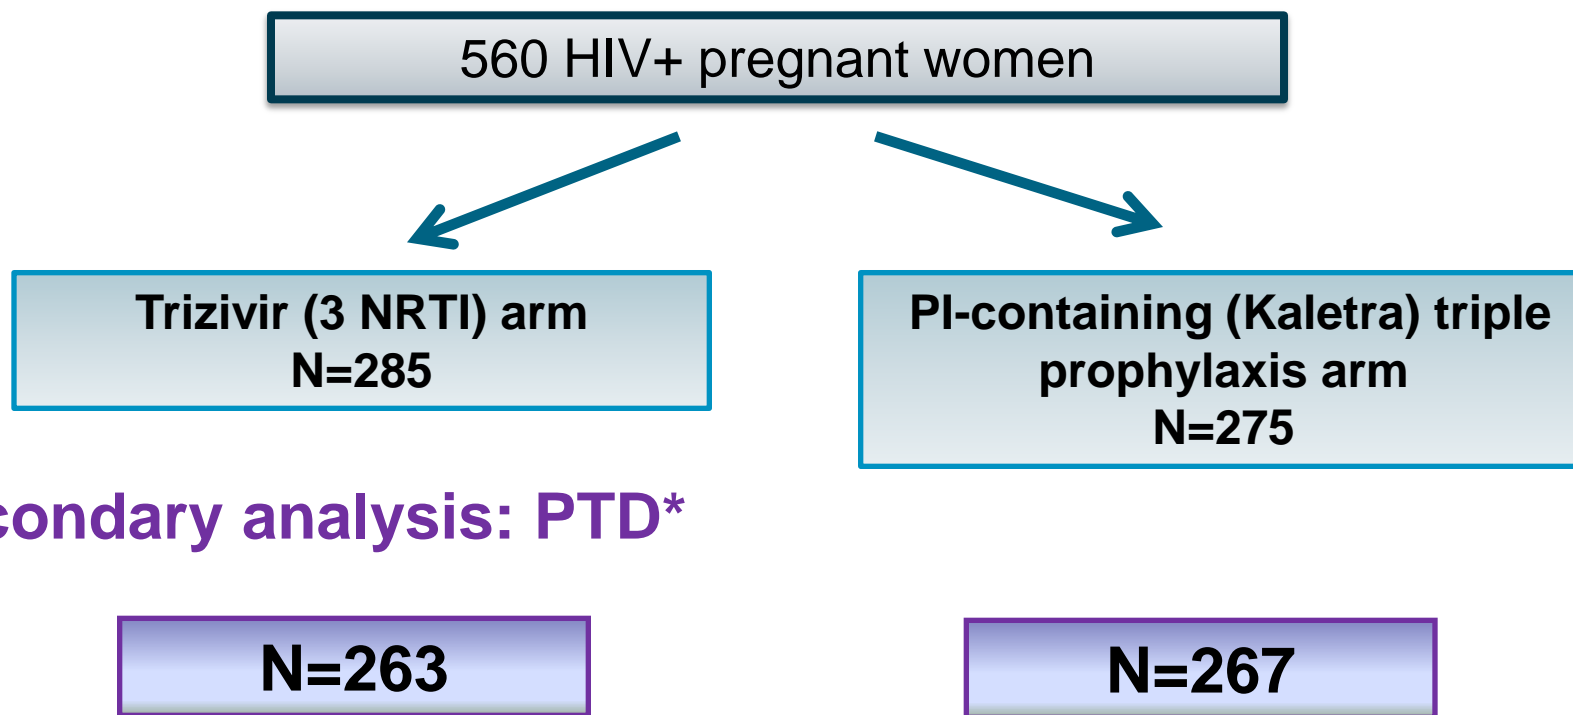 560 HIV+ pregnant women
Trizivir (3 NRTI) arm
N=285
PI-containing (Kaletra) triple
prophylaxis arm
N=275
condary analysis: PTD*
N=263
N=267